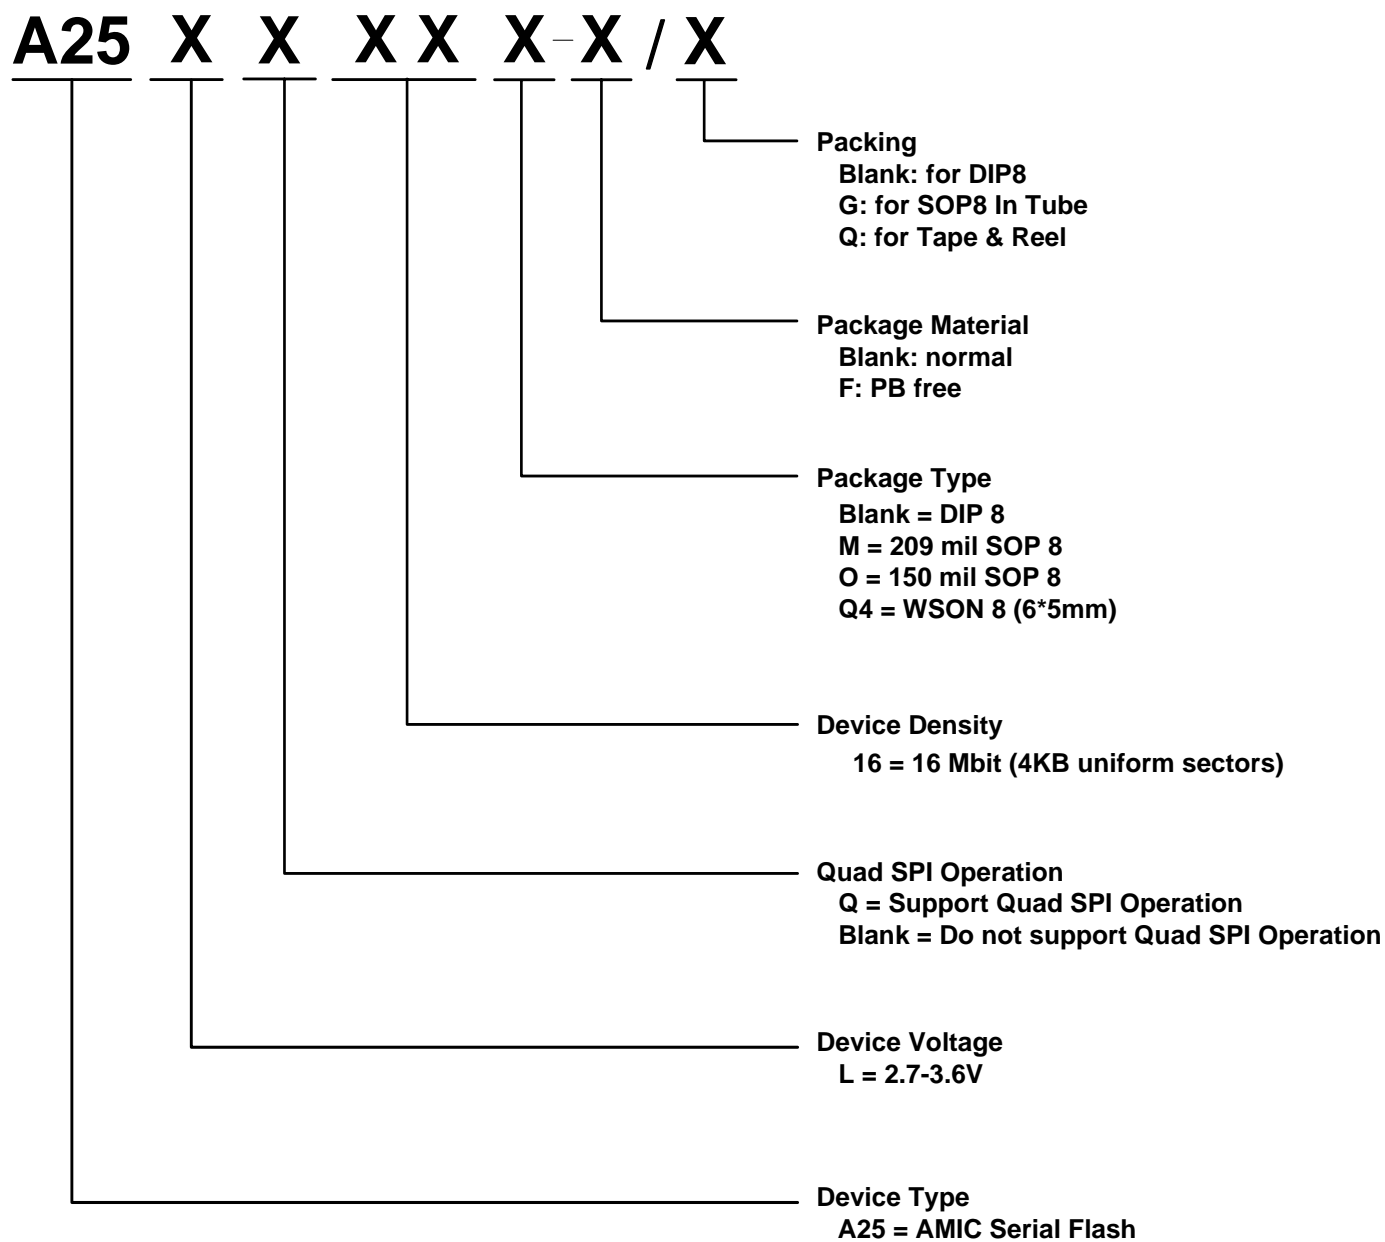 A25 X X X X X - X / X
Packing
Blank: for DIP8
G: for SOP8 In Tube
Q: for Tape & Reel
Package Material
Blank: normal
F: PB free
Package Type
Blank = DIP 8
M = 209 mil SOP 8
O = 150 mil SOP 8
Q4 = WSON 8 (6*5mm)
Device Density
16 = 16 Mbit (4KB uniform sectors)
Quad SPI Operation
Q = Support Quad SPI Operation
Blank = Do not support Quad SPI Operation
Device Voltage
L = 2.7-3.6V
Device Type
A25 = AMIC Serial Flash